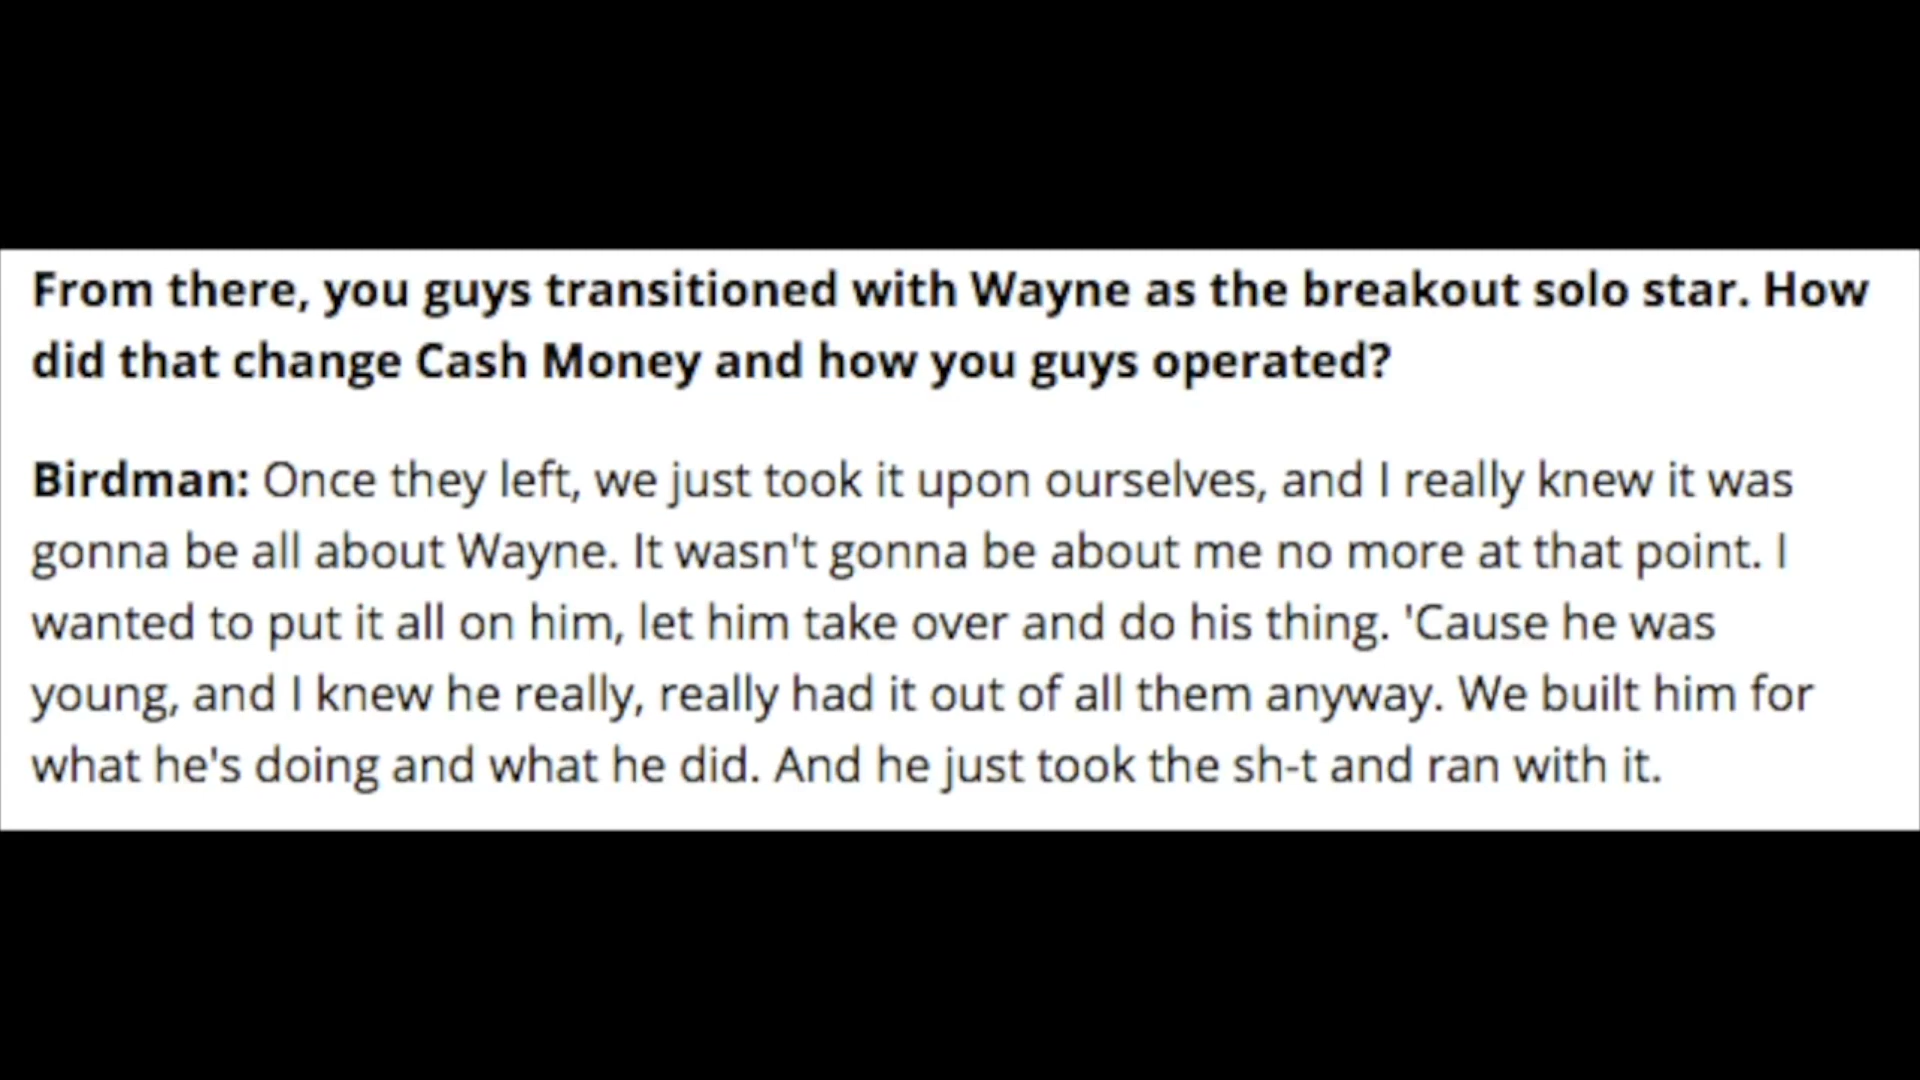 From there, you guys transitioned with Wayne as the breakout solo star. How
did that change Cash Money and how you guys operated?
Birdman: Once they left, we just took it upon ourselves, and I really knew it was
gonna be all about Wayne. It wasn't gonna be about me no more at that point. I
wanted to put it all on him, let him take over and do his thing. 'Cause he was
young, and I knew he really, really had it out of all them anyway. We built him for
what he's doing and what he did. And he just took the sh-t and ran with it.